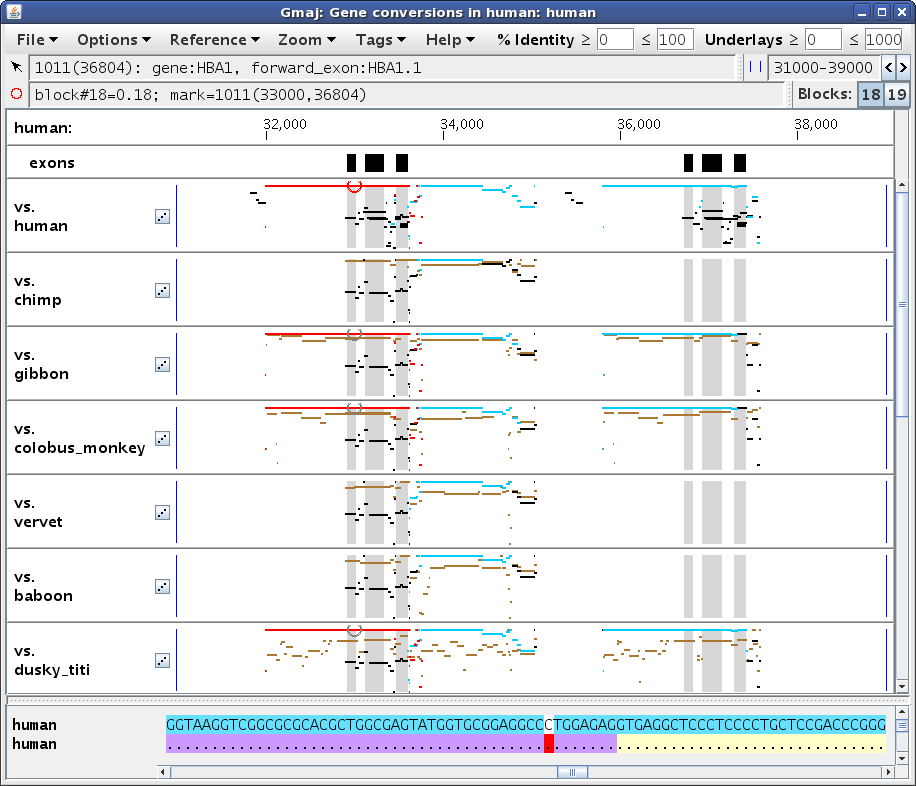 Gmaj: Gene conversions in human: human
File Options Reference Zoom Tags Help % Identity ≥ 0 ≤ 100 Underlays ≥ 0 ≤ 1000
1011(36804): gene:HBA1, forward_exon:HBA1.1 31000-39000
block#18=0.18; mark=1011(33000,36804) Blocks: 18 19
human: 32,000 34,000 36,000 38,000
exons
vs.
human
vs.
chimp
vs.
gibbon
vs.
colobus_monkey
vs.
vervet
vs.
baboon
vs.
dusky_titi
human GGTAAGGTCGGCGCGCACGCTGGCGAGTATGGTGCGGAGGCCCTGGAGAGGTGAGGCTCCCTCCCCTGCTCCGACCCGGG
human ................................................................................